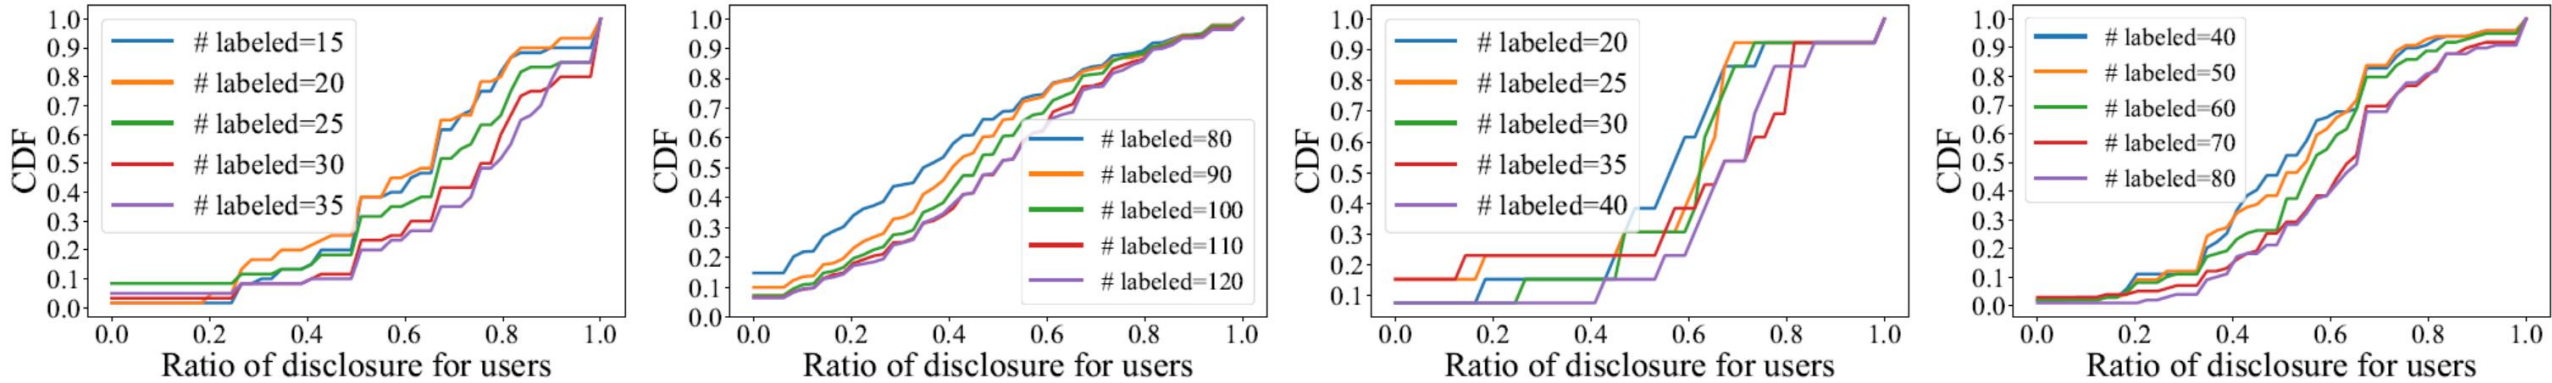 CDF
1.0
0.9
0.8
0.7
0.6
0.5
0.4
0.3
0.2
0.1
0.0
# labeled=15
# labeled=20
# labeled=25
# labeled=30
# labeled=35
0.0 0.2 0.4 0.6 0.8 1.0
Ratio of disclosure for users
CDF
1.0
0.9
0.8
0.7
0.6
0.5
0.4
0.3
0.2
0.1
0.0
# labeled=80
# labeled=90
# labeled=100
# labeled=110
# labeled=120
0.0 0.2 0.4 0.6 0.8 1.0
Ratio of disclosure for users
CDF
1.0
0.9
0.8
0.7
0.6
0.5
0.4
0.3
0.2
0.1
# labeled=20
# labeled=25
# labeled=30
# labeled=35
# labeled=40
0.0 0.2 0.4 0.6 0.8 1.0
Ratio of disclosure for users
CDF
1.0
0.9
0.8
0.7
0.6
0.5
0.4
0.3
0.2
0.1
0.0
# labeled=40
# labeled=50
# labeled=60
# labeled=70
# labeled=80
0.0 0.2 0.4 0.6 0.8 1.0
Ratio of disclosure for users